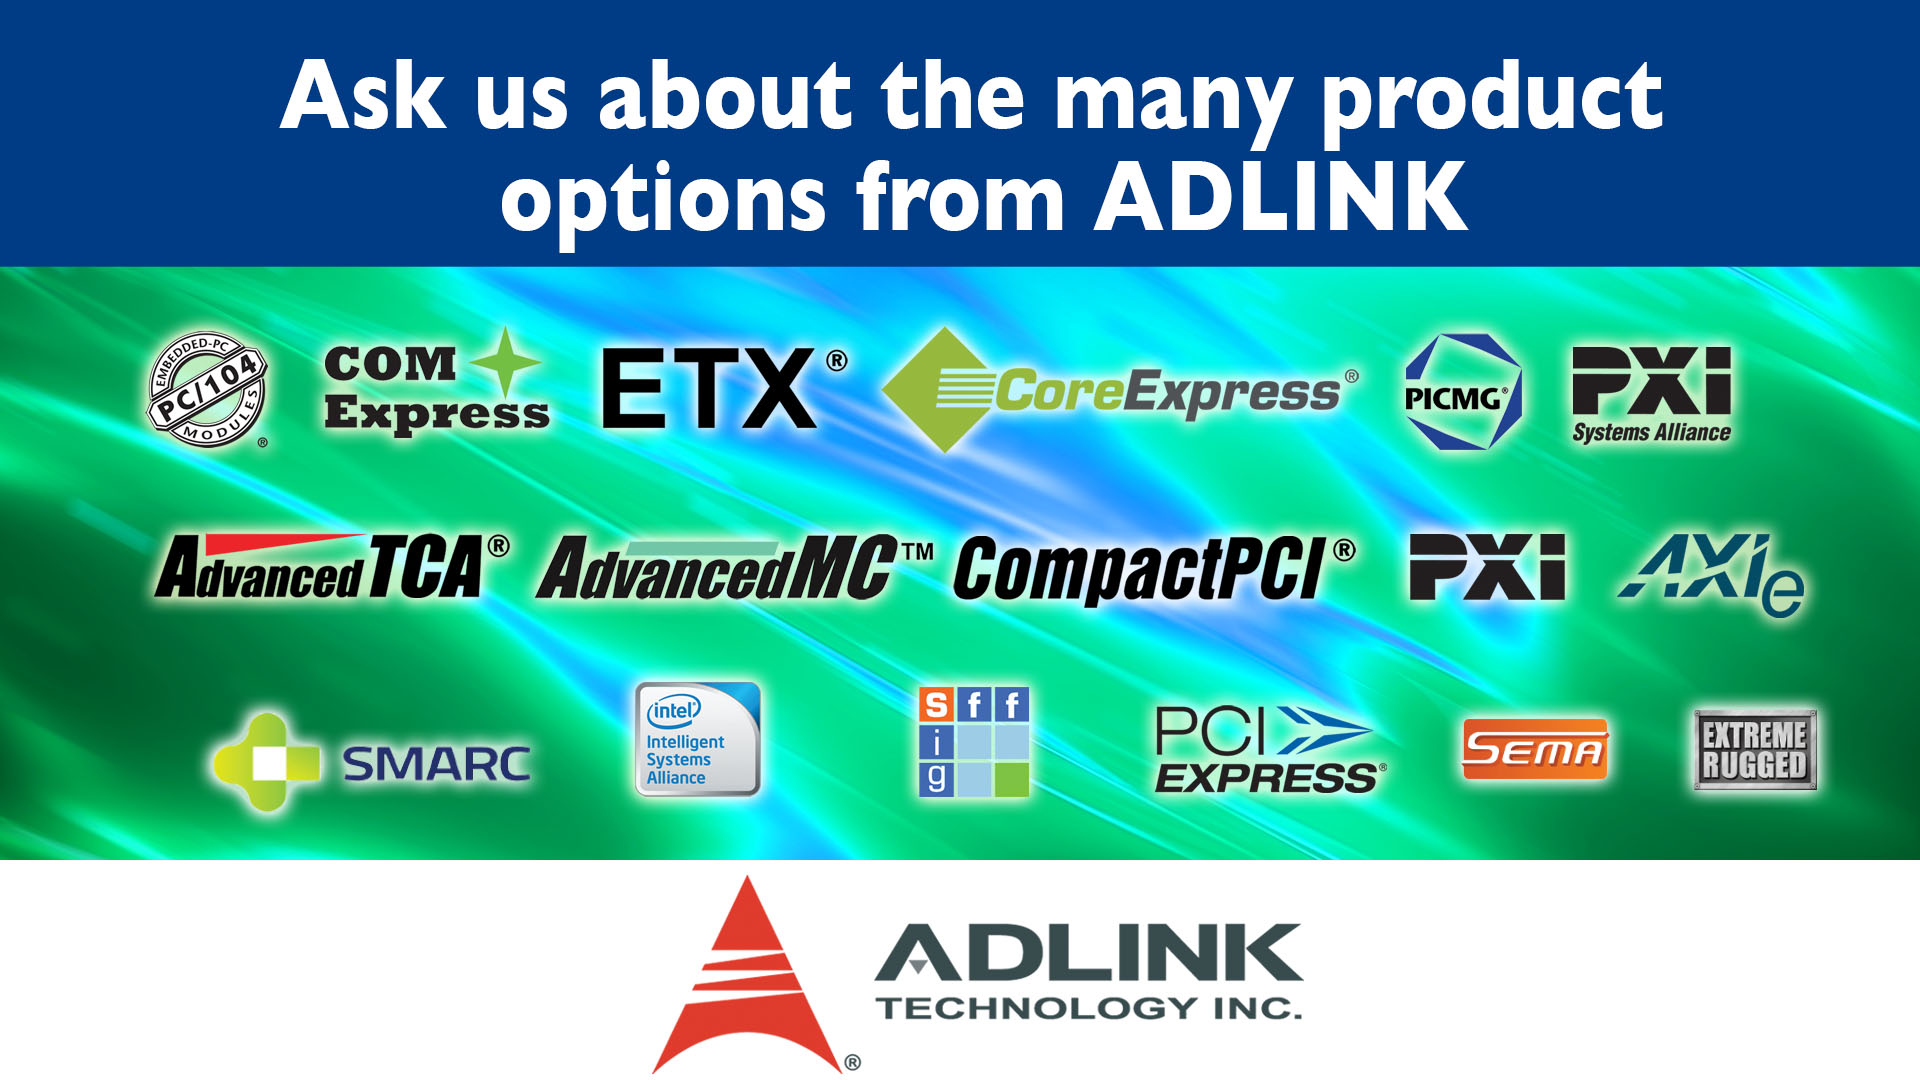 Ask us about the many product
options from ADLINK
EMBEDDED-PC
PC/104
MODULES
®
COM
Express
ETX®
CoreExpress®
PICMG®
PXI
Systems Alliance
AdvancedTCA®
AdvancedMC™
CompactPCI®
PXI
AXIe
SMARC
intel®
Intelligent
Systems
Alliance
Sff
i
g
PCI
EXPRESS®
SEMA
EXTREME
RUGGED
ADLINK
TECHNOLOGY INC.
®